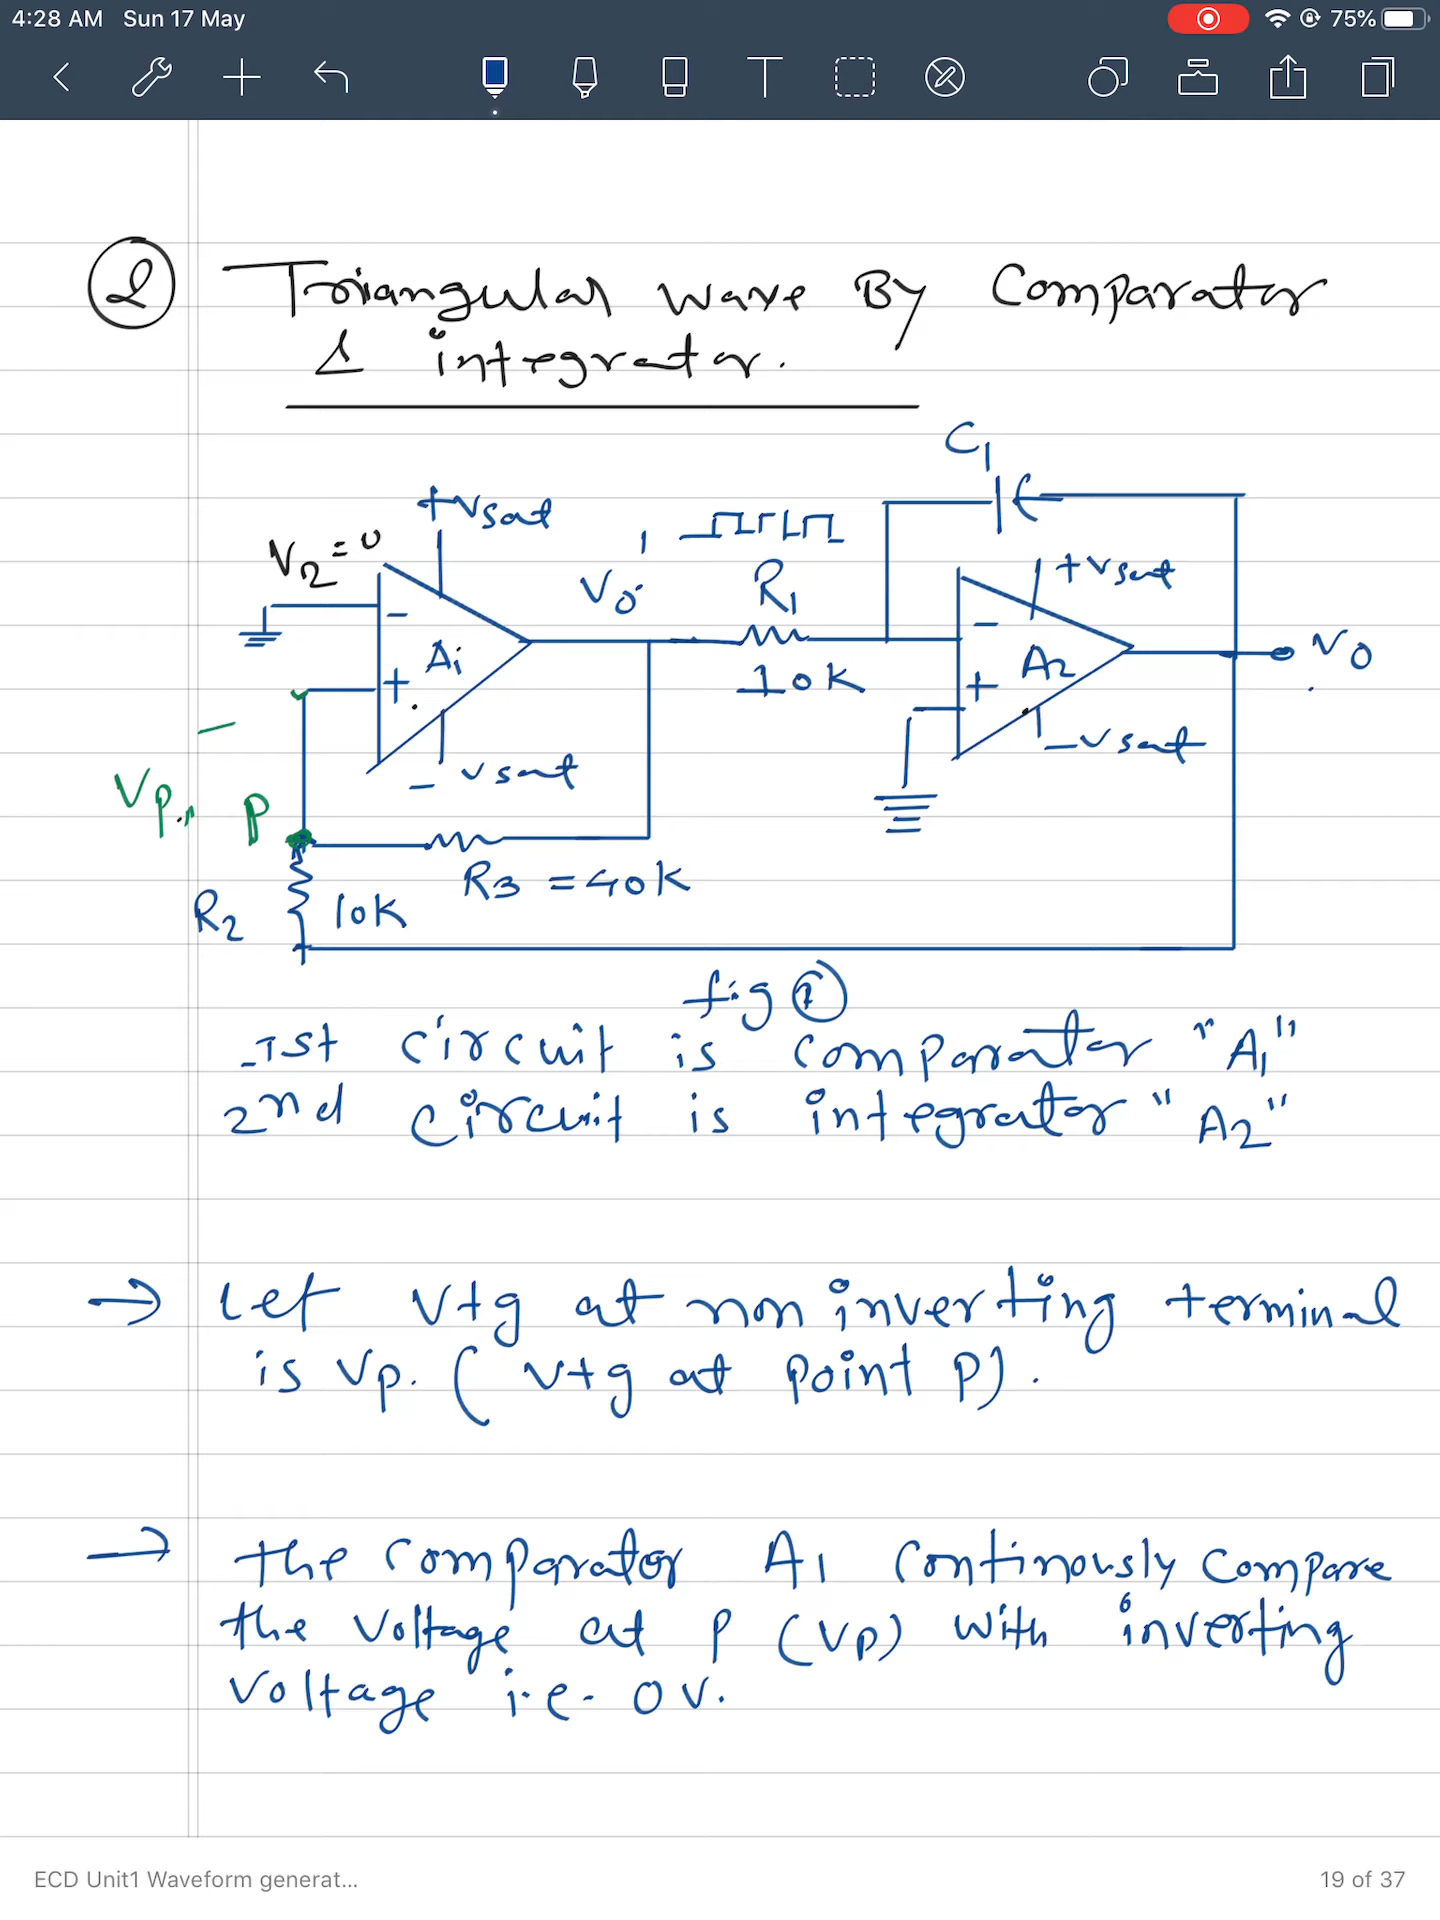 4:28 AM Sun 17 May
75%
2 Triangular wave By Comparator
& integrator.
C1
+Vsat
V2=0
Vo'
R1
+Vsat
-
A1
+
-
A2
+
Vo
10K
-Vsat
-Vsat
Vp
P
R3 = 40K
R2 10K
fig 1
1st circuit is comparator "A1"
2nd circuit is integrator "A2"
→ Let Vtg at non inverting terminal
is Vp. ( Vtg at point P).
→ the comparator A1 continously compare
the voltage at P (VP) with inverting
voltage i.e. 0 V.
ECD Unit1 Waveform generat...
19 of 37